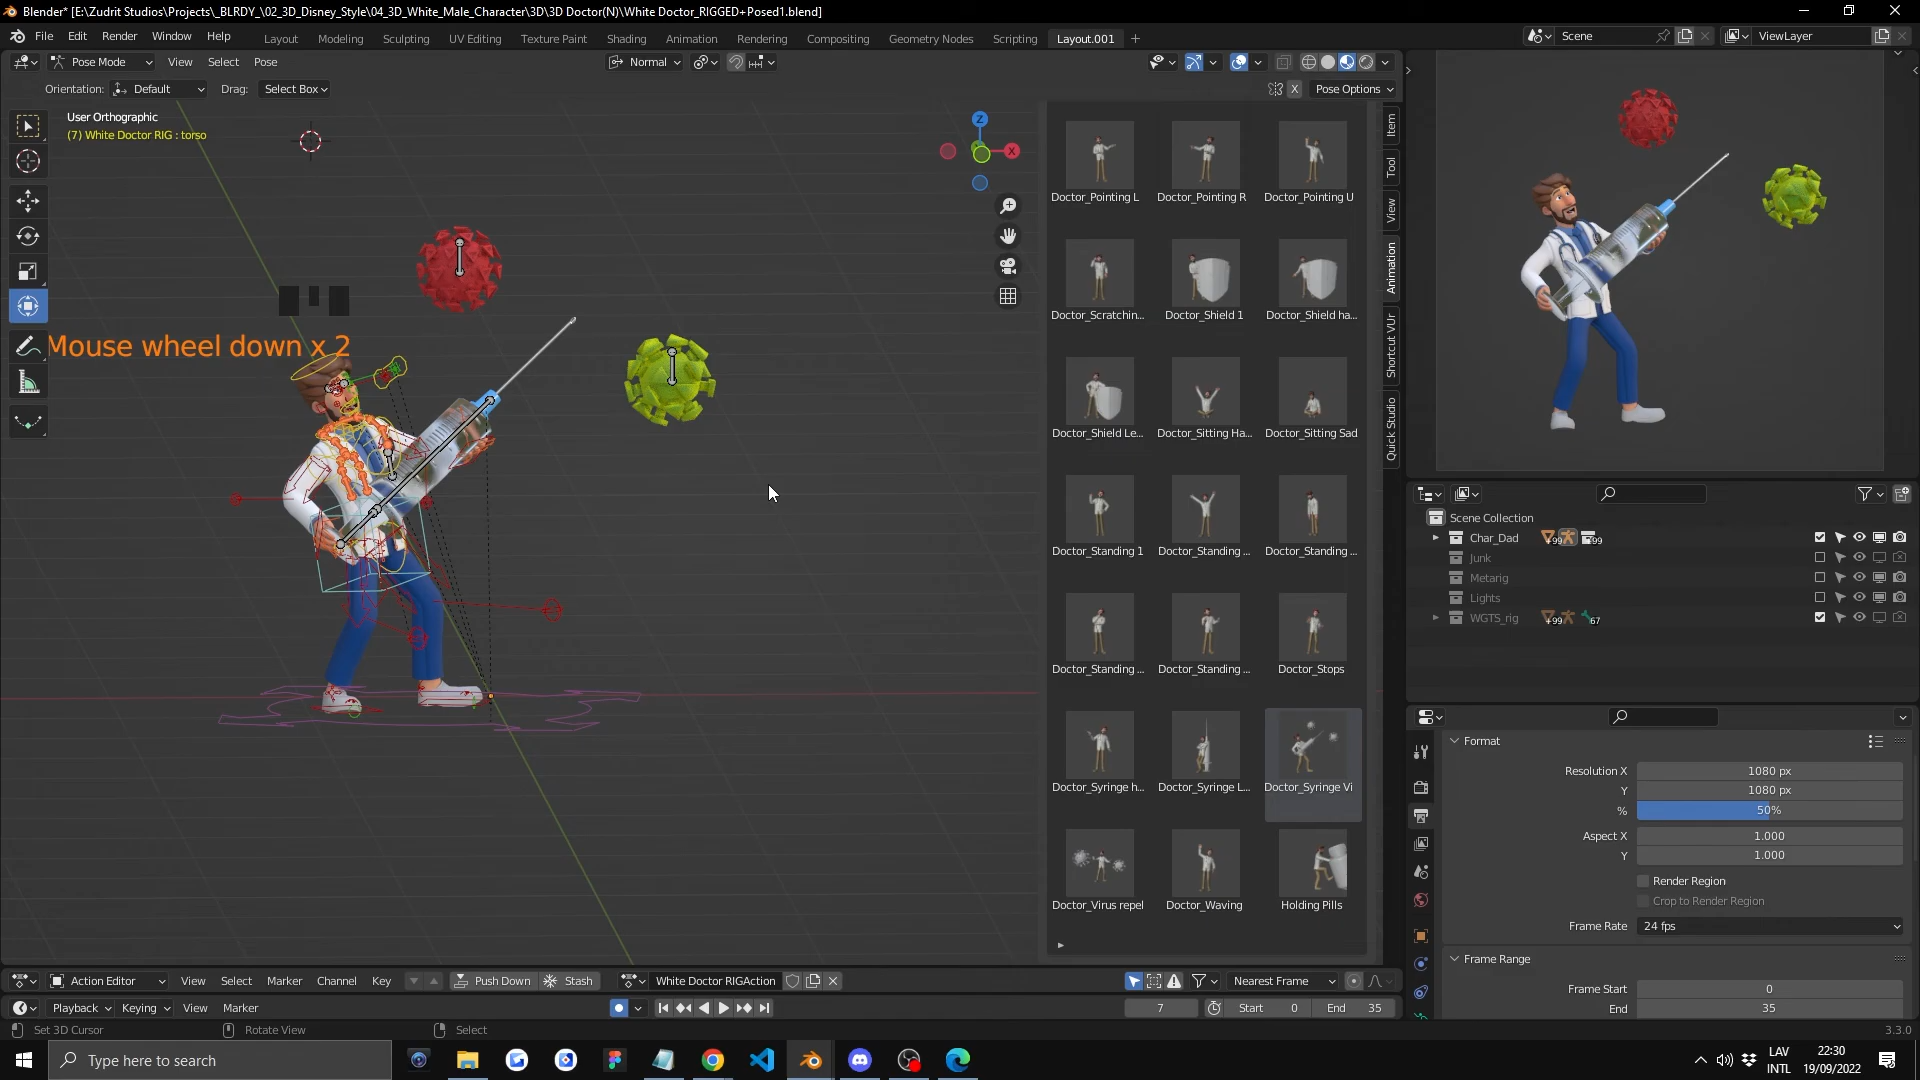 Blender* [E:\Zudrit Studios\Projects\_BLRDY_\02_3D_Disney_Style\04_3D_White_Male_Character\3D\3D Doctor(N)\White Doctor_RIGGED+Posed1.blend]
File Edit Render Window Help Layout Modeling Sculpting UV Editing Texture Paint Shading Animation Rendering Compositing Geometry Nodes Scripting Layout.001 + Scene ViewLayer
Pose Mode View Select Pose Normal
Orientation: Default Drag: Select Box X Pose Options
User Orthographic
(7) White Doctor RIG : torso
Z
X
Mouse wheel down x 2
Doctor_Pointing L Doctor_Pointing R Doctor_Pointing U
Doctor_Scratchin... Doctor_Shield 1 Doctor_Shield ha...
Doctor_Shield Le... Doctor_Sitting Ha... Doctor_Sitting Sad
Doctor_Standing 1 Doctor_Standing ... Doctor_Standing ...
Doctor_Standing ... Doctor_Standing ... Doctor_Stops
Doctor_Syringe h... Doctor_Syringe L... Doctor_Syringe Vi
Doctor_Virus repel Doctor_Waving Holding Pills
Item
Tool
View
Animation
Shortcut VUr
Quick Studio
Scene Collection
Char_Dad +99 99
Junk
Metarig
Lights
WGTS_rig +99 67
Format
Resolution X 1080 px
Y 1080 px
% 50%
Aspect X 1.000
Y 1.000
Render Region
Crop to Render Region
Frame Rate 24 fps
Frame Range
Frame Start 0
End 35
Action Editor View Select Marker Channel Key Push Down Stash White Doctor RIGAction Nearest Frame
Playback Keying View Marker 7 Start 0 End 35
Set 3D Cursor Rotate View Select 3.3.0
Type here to search
LAV
INTL
22:30
19/09/2022